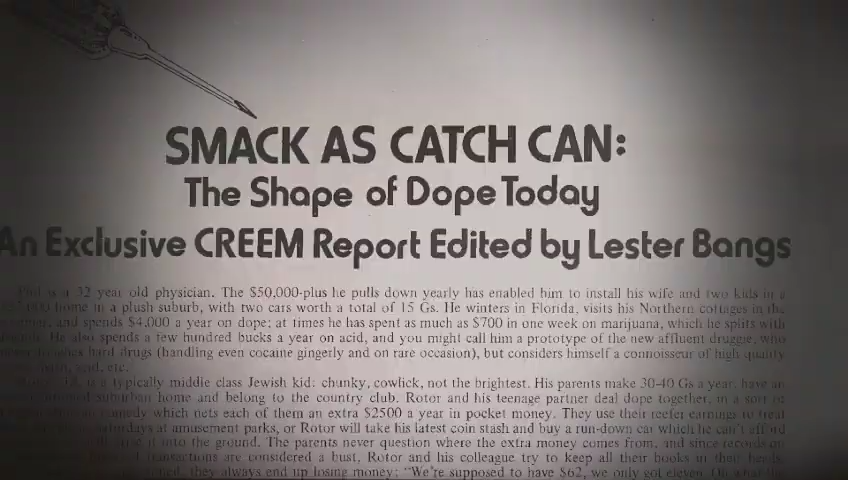 SMACK AS CATCH CAN:
The Shape of Dope Today
An Exclusive CREEM Report Edited by Lester Bangs
Phil is a 32 year old physician. The $50,000-plus he pulls down yearly has enabled him to install his wife and two kids in a
home in a plush suburb, with two cars worth a total of 15 Gs. He winters in Florida, visits his Northern cottages in the
and spends $4,000 a year on dope; at times he has spent as much as $700 in one week on marijuana, which he splits with
He also spends a few hundred bucks a year on acid, and you might call him a prototype of the new affluent druggie, who
hard drugs (handling even cocaine gingerly and on rare occasion), but considers himself a connoisseur of high quality
acid, etc.
is a typically middle class Jewish kid: chunky, cowlick, not the brightest. His parents make 30-40 Gs a year, have an
suburban home and belong to the country club. Rotor and his teenage partner deal dope together, in a sort of
comedy which nets each of them an extra $2500 a year in pocket money. They use their reefer earnings to treat
at amusement parks, or Rotor will take his latest coin stash and buy a run-down car which he can't afford
it into the ground. The parents never question where the extra money comes from, and since records on
transactions are considered a bust, Rotor and his colleague try to keep all their books in their heads.
they always end up losing money: "We're supposed to have $62, we only got eleven.